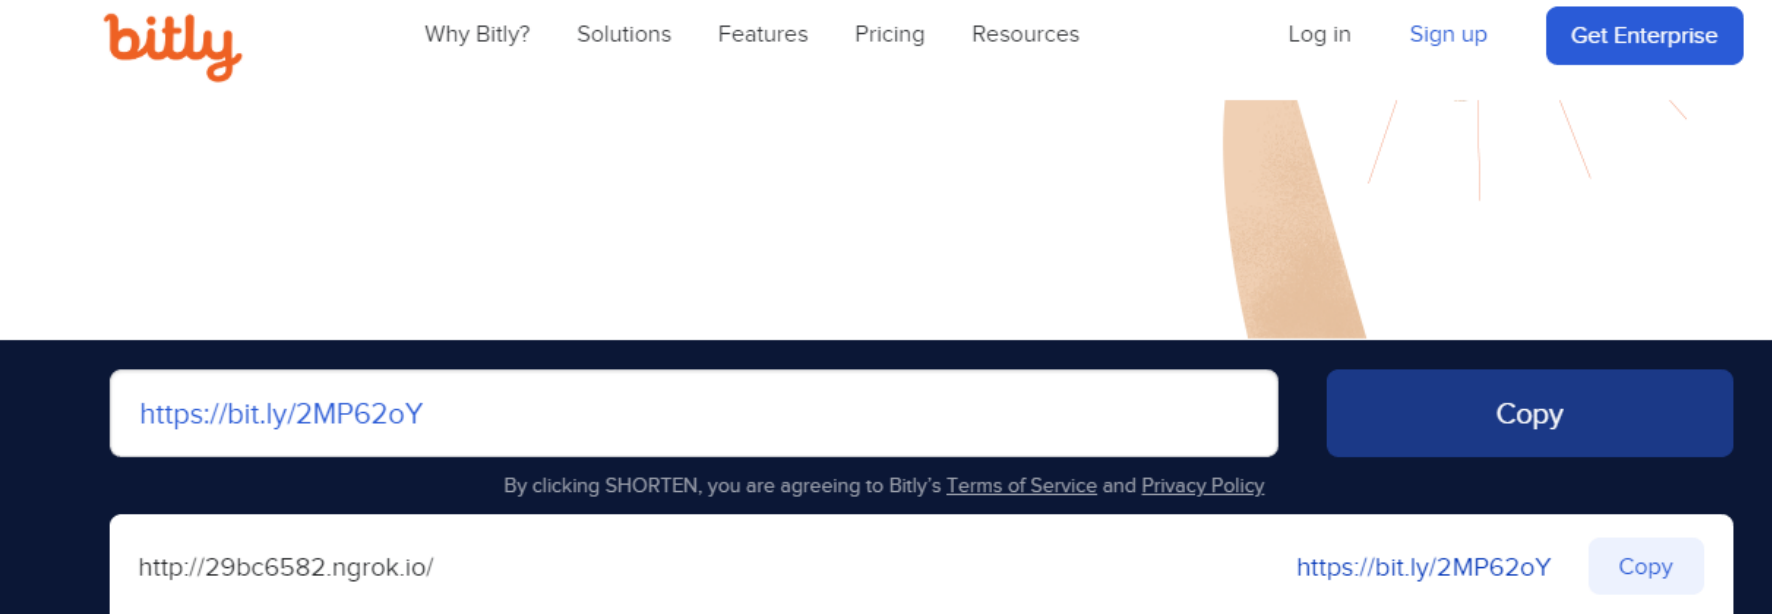 bitly Why Bitly? Solutions Features Pricing Resources Log in Sign up Get Enterprise
https://bit.ly/2MP62oY Copy
By clicking SHORTEN, you are agreeing to Bitly’s Terms of Service and Privacy Policy
http://29bc6582.ngrok.io/ https://bit.ly/2MP62oY Copy